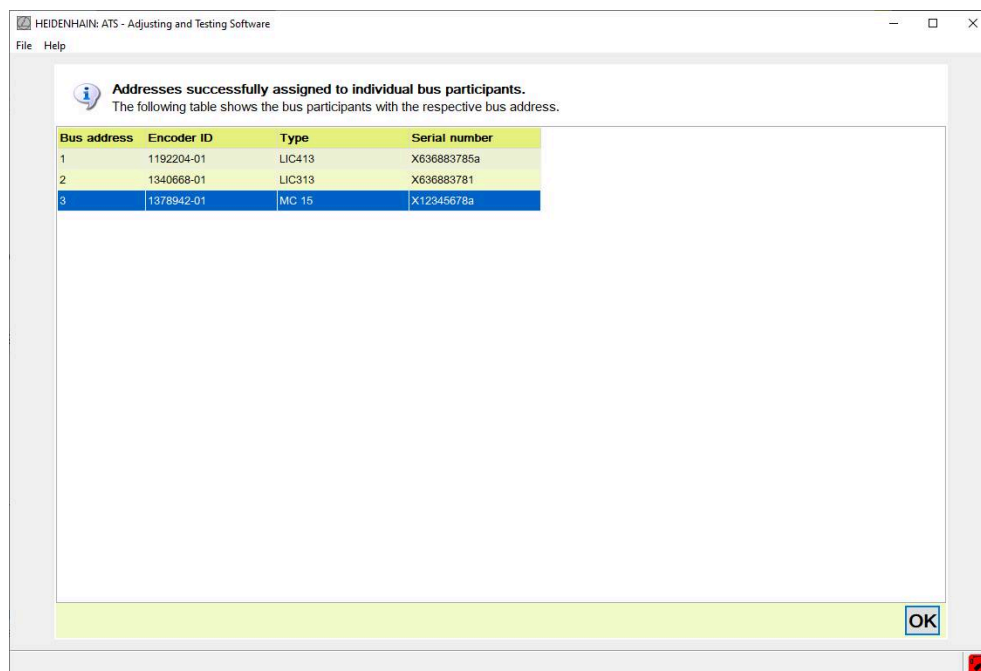 HEIDENHAIN: ATS - Adjusting and Testing Software
File Help
Addresses successfully assigned to individual bus participants.
The following table shows the bus participants with the respective bus address.
Bus address Encoder ID Type Serial number
1 1192204-01 LIC413 X636883785a
2 1340668-01 LIC313 X636883781
3 1378942-01 MC 15 X12345678a
OK